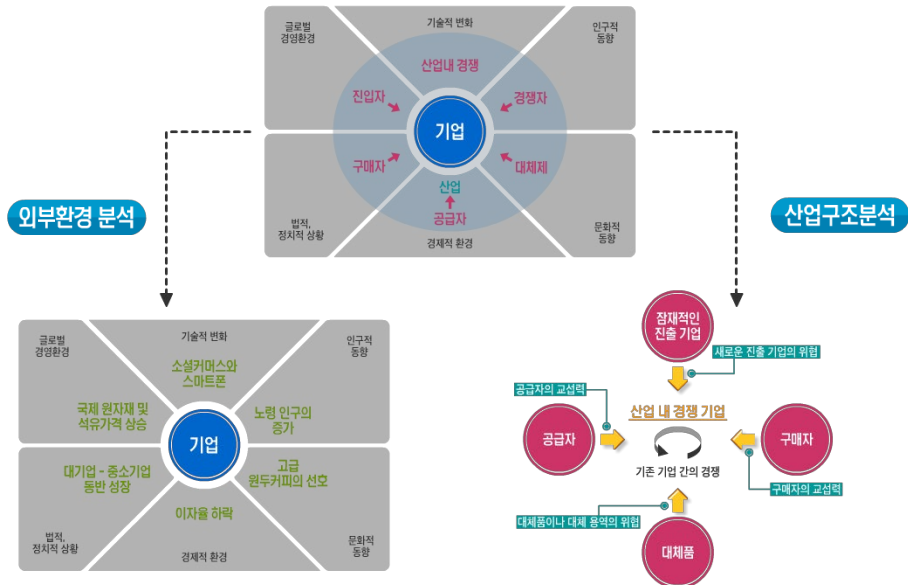 글로벌
경영환경
기술적 변화
인구적
동향
산업내 경쟁
진입자
경쟁자
기업
구매자
대체제
산업
공급자
법적,
정치적 상황
경제적 환경
문화적
동향
외부환경 분석
산업구조분석
글로벌
경영환경
기술적 변화
인구적
동향
소셜커머스와
스마트폰
국제 원자재 및
석유가격 상승
노령 인구의
증가
기업
대기업 - 중소기업
동반 성장
고급
원두커피의 선호
이자율 하락
법적,
정치적 상황
경제적 환경
문화적
동향
잠재적인
진출 기업
새로운 진출 기업의 위협
공급자의 교섭력
산업 내 경쟁 기업
공급자
구매자
기존 기업 간의 경쟁
구매자의 교섭력
대체품이나 대체 용역의 위협
대체품